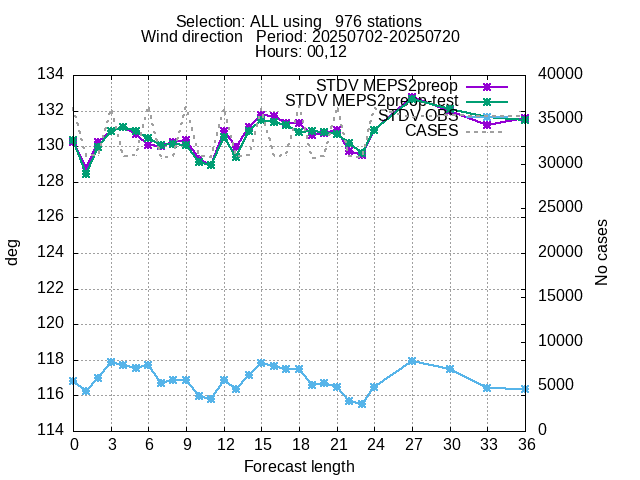 Selection: ALL using   976 stations
Wind direction   Period: 20250702-20250720
Hours: 00,12
STDV MEPS2preop
STDV MEPS2preop_test
STDV OBS
CASES
134
132
130
128
126
124
122
120
118
116
114
deg
40000
35000
30000
25000
20000
15000
10000
5000
0
No cases
0 3 6 9 12 15 18 21 24 27 30 33 36
Forecast length